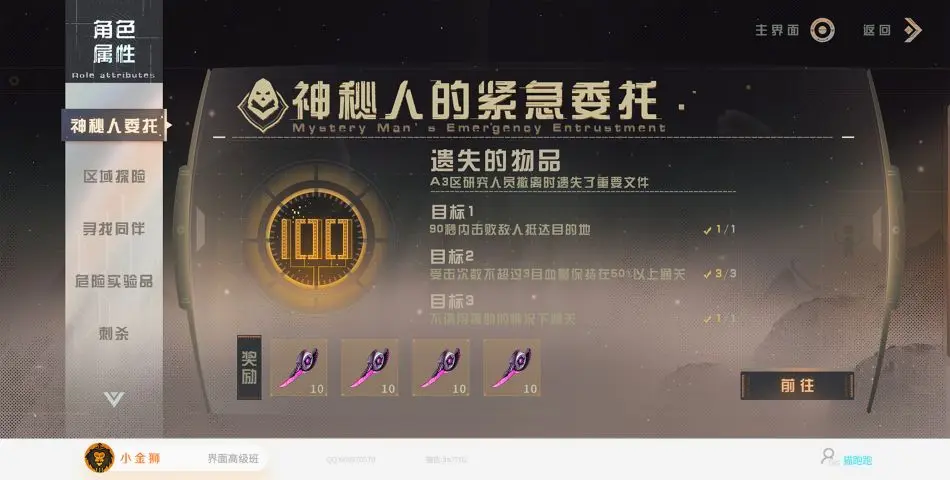 角色
属性
Role attributes
主界面
返回
神秘人委托
区域探险
寻找同伴
危险实验品
刺杀
神秘人的紧急委托
Mystery Man's Emergency Entrustment
遗失的物品
A3区研究人员撤离时遗失了重要文件
100
目标1
90秒内击败敌人抵达目的地 1/1
目标2
受击次数不超过3且血量保持在50%以上通关 3/3
目标3
1/1
奖励
10
10
10
10
前往
小金狮
界面高级班
猫跑跑